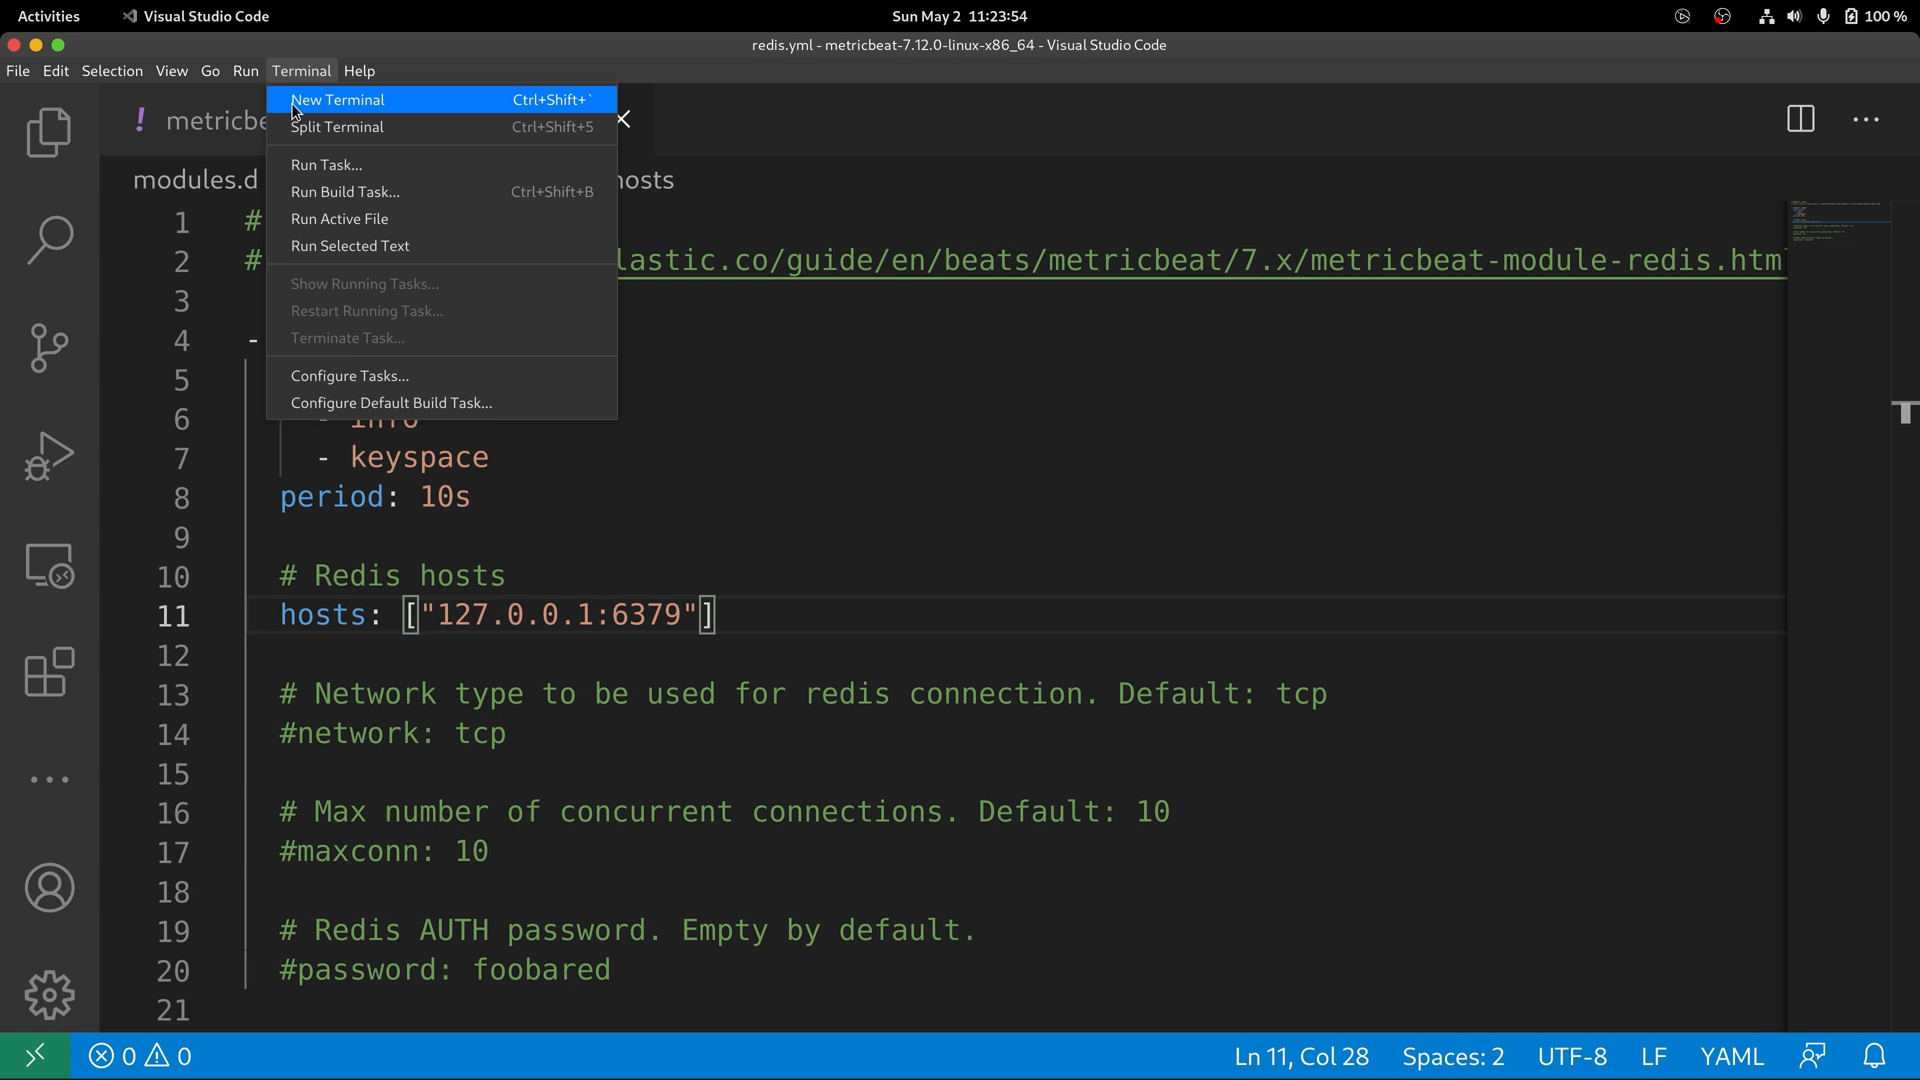 Activities Visual Studio Code Sun May 2 11:23:54 100 %
redis.yml - metricbeat-7.12.0-linux-x86_64 - Visual Studio Code
File Edit Selection View Go Run Terminal Help
New Terminal Ctrl+Shift+`
Split Terminal Ctrl+Shift+5
Run Task...
Run Build Task... Ctrl+Shift+B
Run Active File
Run Selected Text
Show Running Tasks...
Restart Running Task...
Terminate Task...
Configure Tasks...
Configure Default Build Task...
! metricbe
modules.d hosts
1 #
2 # lastic.co/guide/en/beats/metricbeat/7.x/metricbeat-module-redis.html
3
4 -
5
6 - info
7 - keyspace
8 period: 10s
9
10 # Redis hosts
11 hosts: ["127.0.0.1:6379"]
12
13 # Network type to be used for redis connection. Default: tcp
14 #network: tcp
15
16 # Max number of concurrent connections. Default: 10
17 #maxconn: 10
18
19 # Redis AUTH password. Empty by default.
20 #password: foobared
21
0 0 Ln 11, Col 28 Spaces: 2 UTF-8 LF YAML